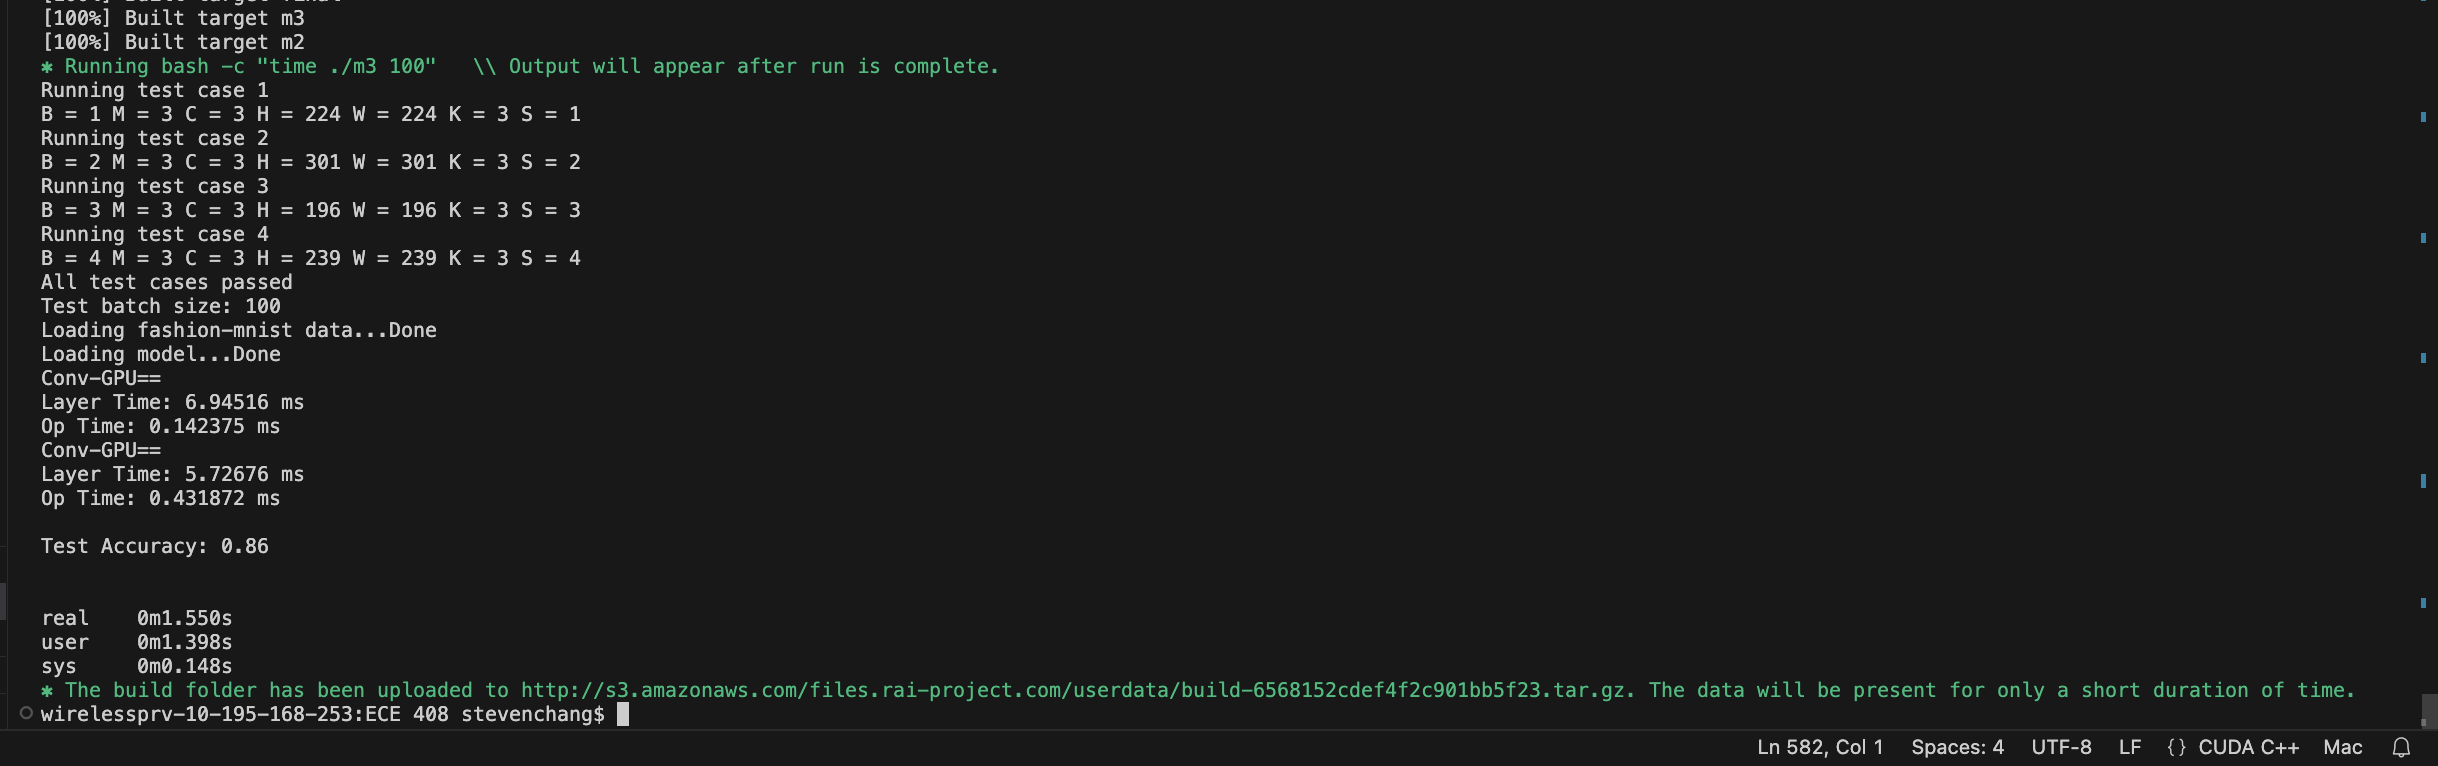 [100%] Built target final
[100%] Built target m3
[100%] Built target m2
✱ Running bash -c "time ./m3 100"   \\ Output will appear after run is complete.
Running test case 1
B = 1 M = 3 C = 3 H = 224 W = 224 K = 3 S = 1
Running test case 2
B = 2 M = 3 C = 3 H = 301 W = 301 K = 3 S = 2
Running test case 3
B = 3 M = 3 C = 3 H = 196 W = 196 K = 3 S = 3
Running test case 4
B = 4 M = 3 C = 3 H = 239 W = 239 K = 3 S = 4
All test cases passed
Test batch size: 100
Loading fashion-mnist data...Done
Loading model...Done
Conv-GPU==
Layer Time: 6.94516 ms
Op Time: 0.142375 ms
Conv-GPU==
Layer Time: 5.72676 ms
Op Time: 0.431872 ms
Test Accuracy: 0.86
real    0m1.550s
user    0m1.398s
sys     0m0.148s
✱ The build folder has been uploaded to http://s3.amazonaws.com/files.rai-project.com/userdata/build-6568152cdef4f2c901bb5f23.tar.gz. The data will be present for only a short duration of time.
wirelessprv-10-195-168-253:ECE 408 stevenchang$
Ln 582, Col 1   Spaces: 4   UTF-8   LF   {} CUDA C++   Mac